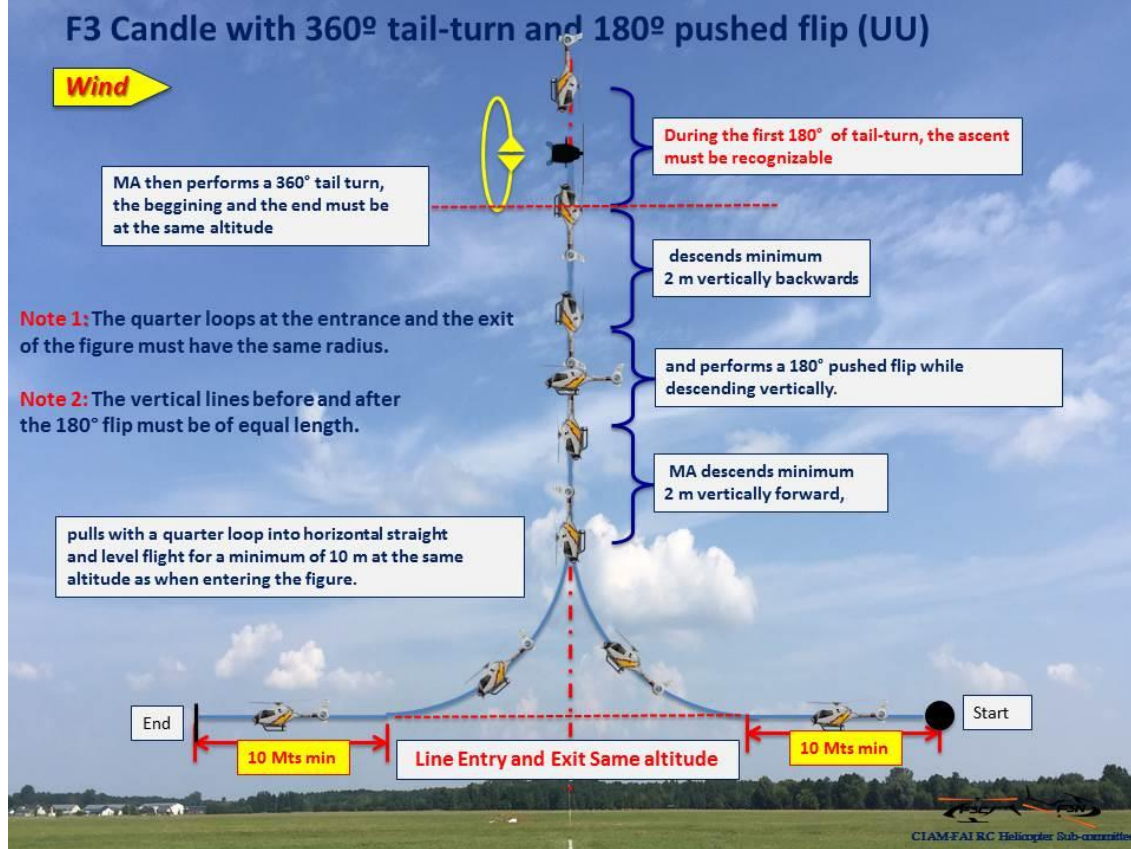 F3 Candle with 360º tail-turn and 180º pushed flip (UU)
Wind
During the first 180° of tail-turn, the ascent
must be recognizable
MA then performs a 360° tail turn,
the beggining and the end must be
at the same altitude
descends minimum
2 m vertically backwards
Note 1: The quarter loops at the entrance and the exit
of the figure must have the same radius.
and performs a 180° pushed flip while
descending vertically.
Note 2: The vertical lines before and after
the 180° flip must be of equal length.
MA descends minimum
2 m vertically forward,
pulls with a quarter loop into horizontal straight
and level flight for a minimum of 10 m at the same
altitude as when entering the figure.
End
Start
10 Mts min
Line Entry and Exit Same altitude
10 Mts min
F3C
F3N
CIAM-FAI RC Helicopter Sub-committee